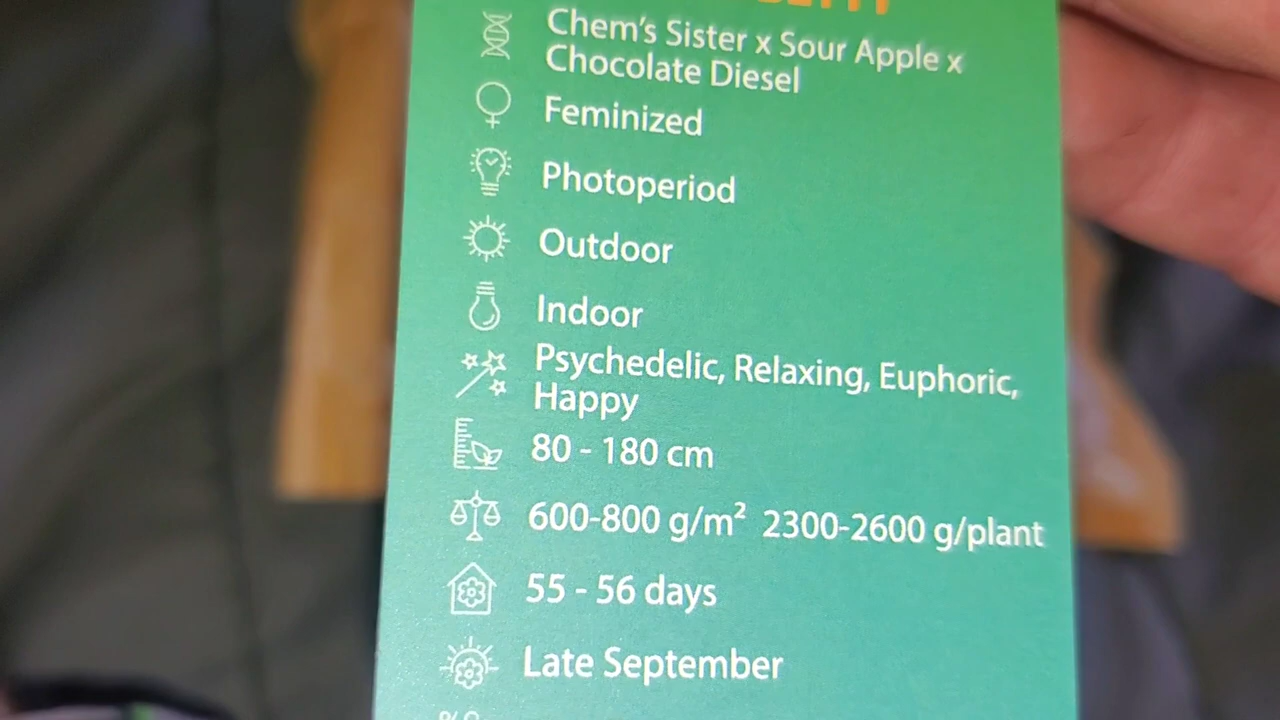 Chem's Sister x Sour Apple x
Chocolate Diesel
Feminized
Photoperiod
Outdoor
Indoor
Psychedelic, Relaxing, Euphoric,
Happy
80 - 180 cm
600-800 g/m² 2300-2600 g/plant
55 - 56 days
Late September